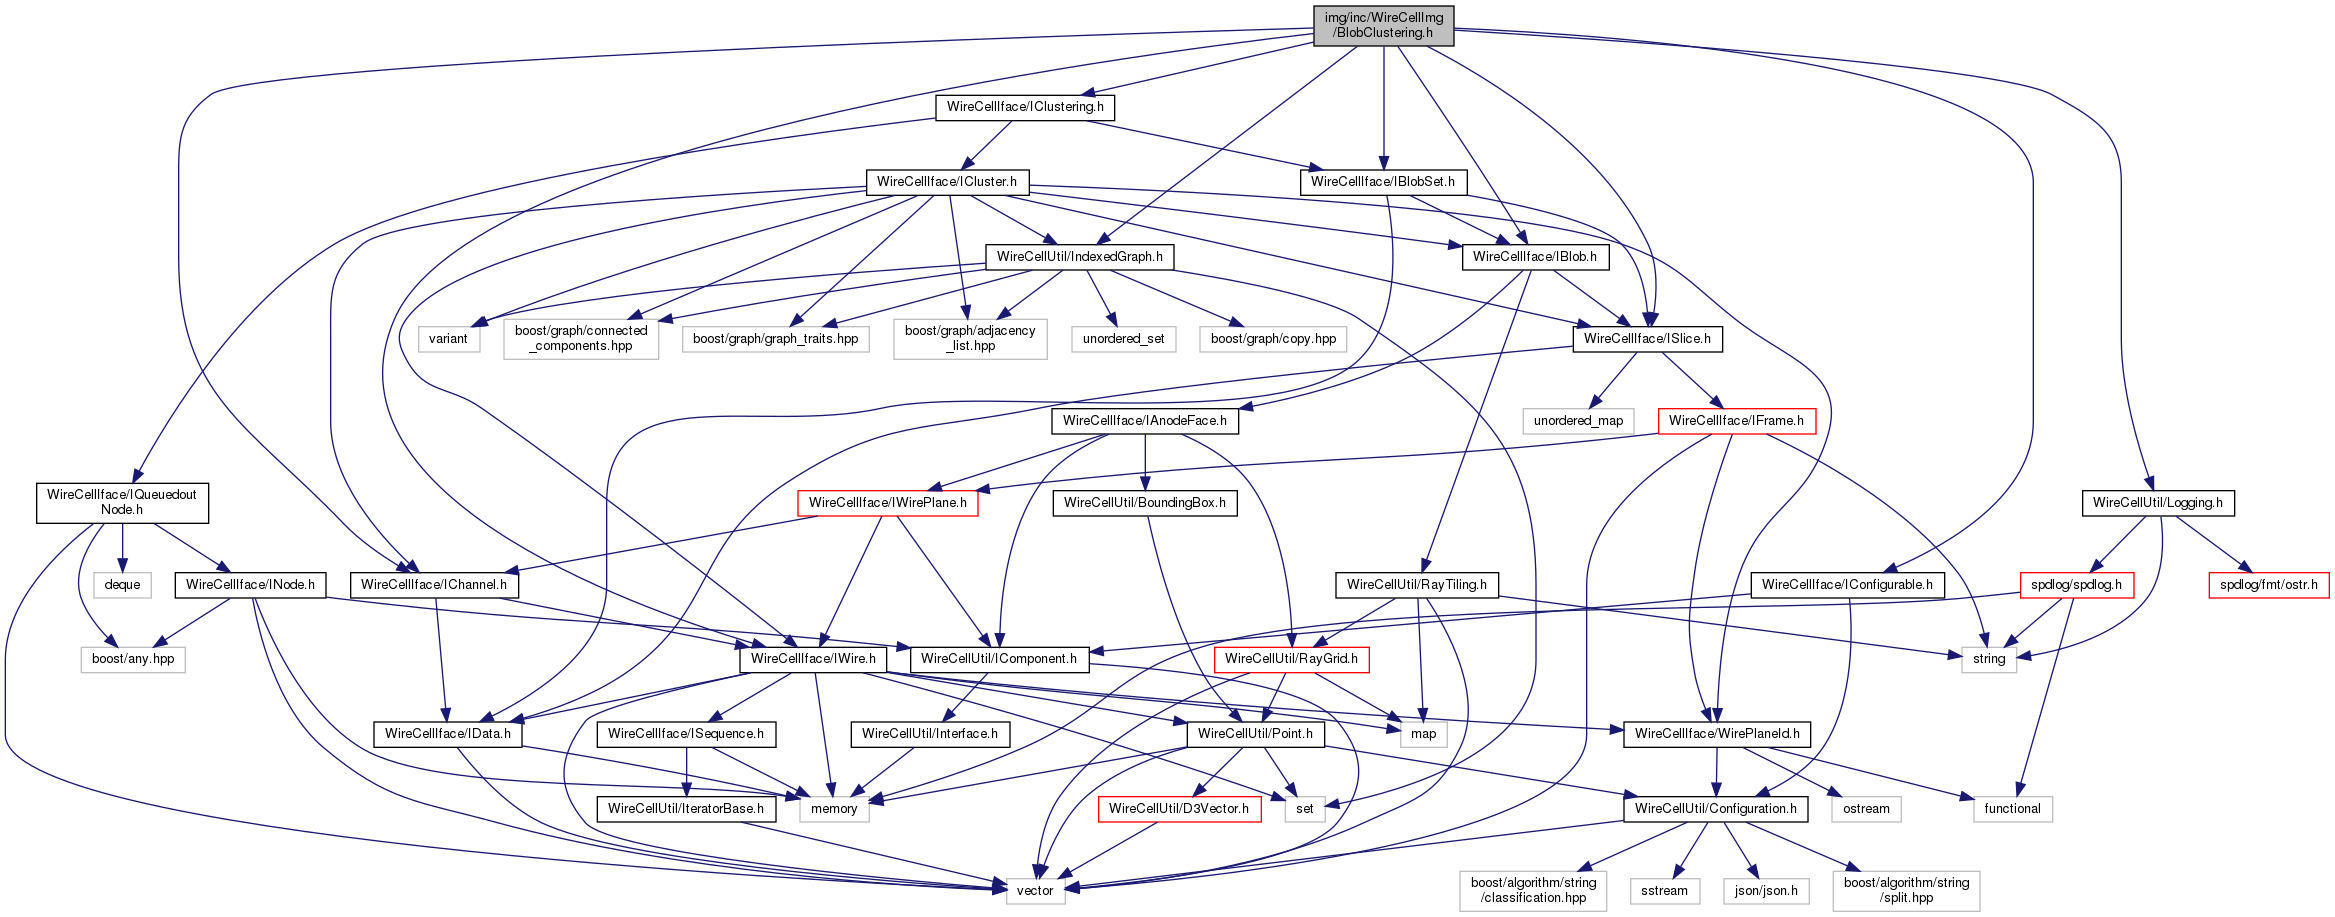 img/inc/WireCellImg
/BlobClustering.h
WireCellIface/IClustering.h
WireCellIface/ICluster.h
WireCellIface/IBlobSet.h
WireCellUtil/IndexedGraph.h
WireCellIface/IBlob.h
variant
boost/graph/connected
_components.hpp
boost/graph/graph_traits.hpp
boost/graph/adjacency
_list.hpp
unordered_set
boost/graph/copy.hpp
WireCellIface/ISlice.h
WireCellIface/IAnodeFace.h
unordered_map
WireCellIface/IFrame.h
WireCellIface/IQueuedout
Node.h
WireCellIface/IWirePlane.h
WireCellUtil/BoundingBox.h
WireCellUtil/Logging.h
deque
WireCellIface/INode.h
WireCellIface/IChannel.h
WireCellUtil/RayTiling.h
WireCellIface/IConfigurable.h
spdlog/spdlog.h
spdlog/fmt/ostr.h
boost/any.hpp
WireCellIface/IWire.h
WireCellUtil/IComponent.h
WireCellUtil/RayGrid.h
string
WireCellIface/IData.h
WireCellIface/ISequence.h
WireCellUtil/Interface.h
WireCellUtil/Point.h
map
WireCellIface/WirePlaneId.h
WireCellUtil/IteratorBase.h
memory
WireCellUtil/D3Vector.h
set
WireCellUtil/Configuration.h
ostream
functional
vector
boost/algorithm/string
/classification.hpp
sstream
json/json.h
boost/algorithm/string
/split.hpp